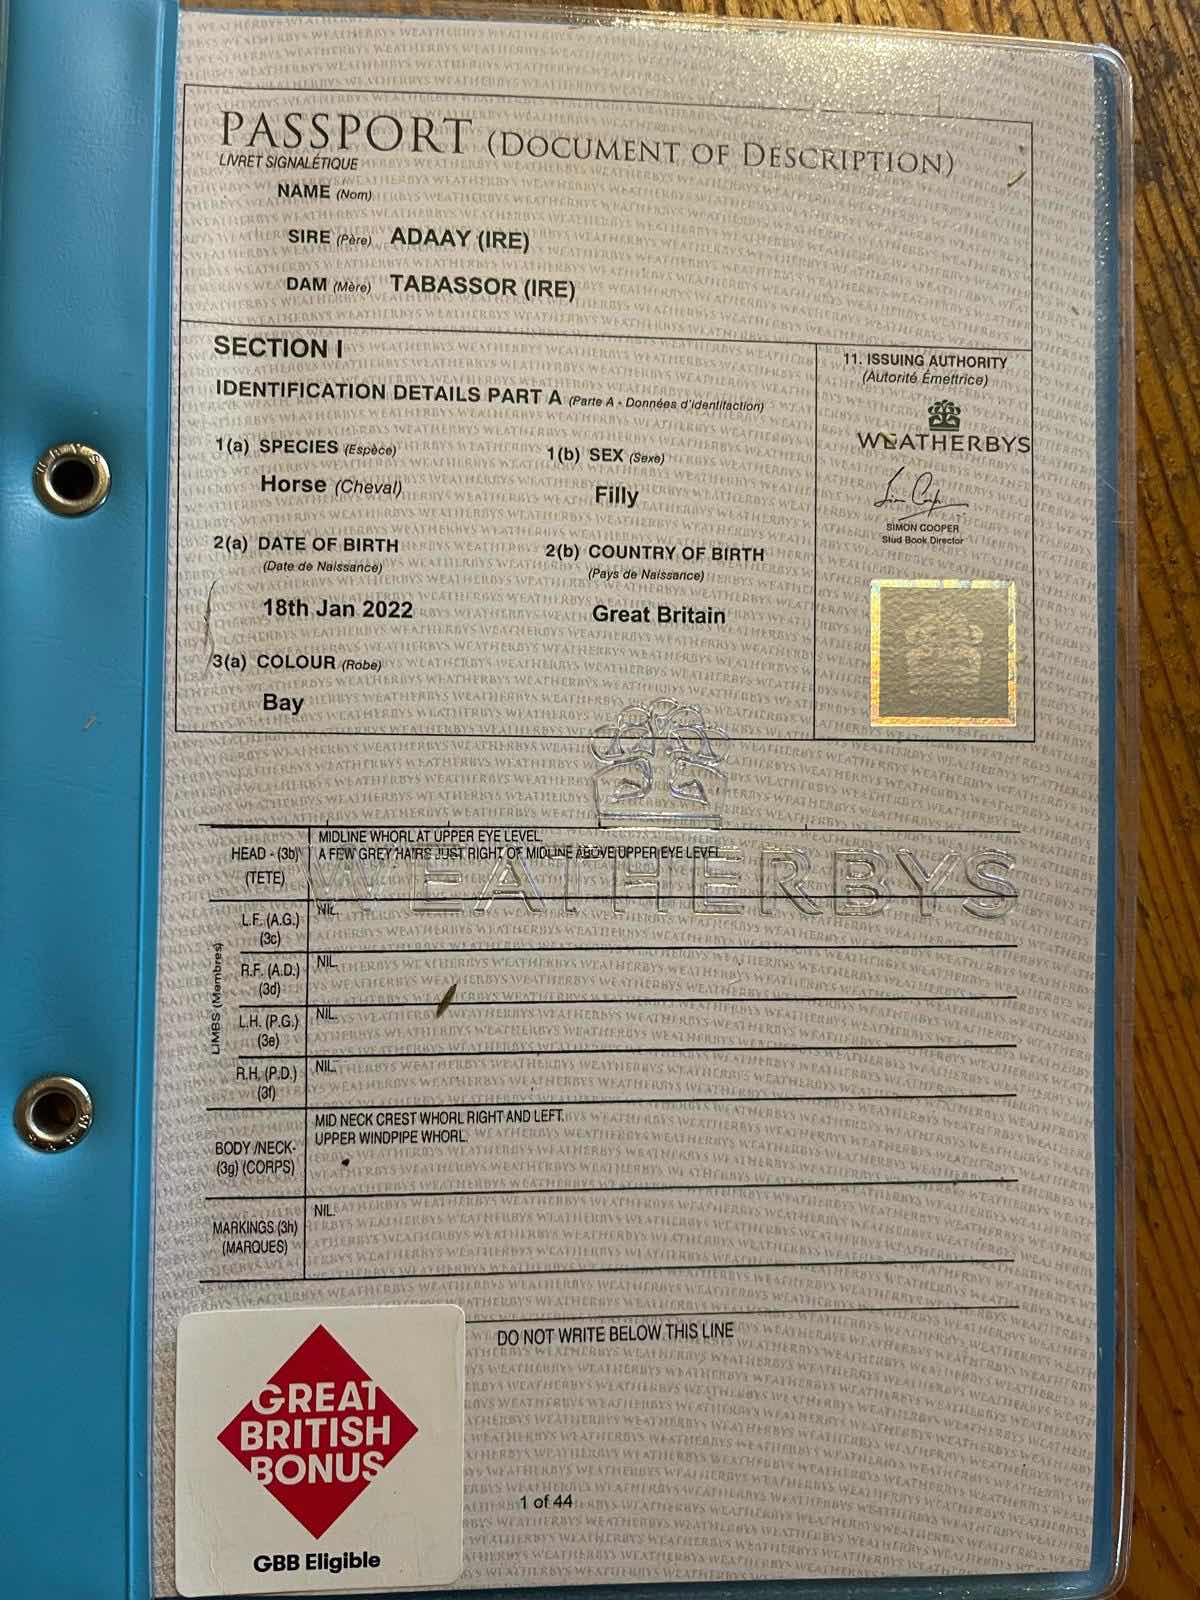 PASSPORT (DOCUMENT OF DESCRIPTION)
LIVRET SIGNALÉTIQUE
NAME (Nom)
SIRE (Père) ADAAY (IRE)
DAM (Mère) TABASSOR (IRE)
SECTION I
IDENTIFICATION DETAILS PART A (Parte A - Données d'identifaction)
1(a) SPECIES (Espèce)
Horse (Cheval)
1(b) SEX (Sexe)
Filly
2(a) DATE OF BIRTH
(Date de Naissance)
18th Jan 2022
2(b) COUNTRY OF BIRTH
(Pays de Naissance)
Great Britain
3(a) COLOUR (Robe)
Bay
11. ISSUING AUTHORITY
(Autorité Émettrice)
WEATHERBYS
SIMON COOPER
Stud Book Director
WEATHERBYS
HEAD - (3b)
(TETE)
MIDLINE WHORL AT UPPER EYE LEVEL.
A FEW GREY HAIRS JUST RIGHT OF MIDLINE ABOVE UPPER EYE LEVEL.
LIMBS (Membres)
L.F. (A.G.)
(3c)
NIL.
R.F. (A.D.)
(3d)
NIL.
L.H. (P.G.)
(3e)
NIL.
R.H. (P.D.)
(3f)
NIL.
BODY /NECK-
(3g) (CORPS)
MID NECK CREST WHORL RIGHT AND LEFT.
UPPER WINDPIPE WHORL.
MARKINGS (3h)
(MARQUES)
NIL.
DO NOT WRITE BELOW THIS LINE
GREAT
BRITISH
BONUS
GBB Eligible
1 of 44